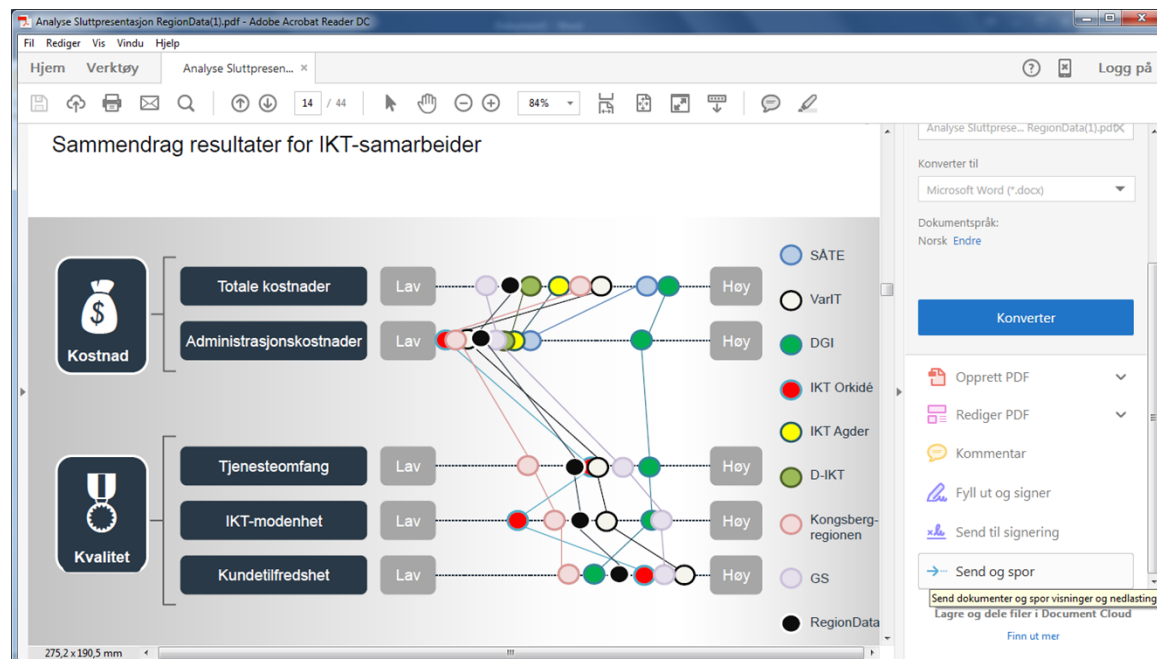 Analyse Sluttpresentasjon RegionData(1).pdf - Adobe Acrobat Reader DC
Fil Rediger Vis Vindu Hjelp
Hjem Verktøy Analyse Sluttpresen... × ? Logg på
14 / 44 84%
Sammendrag resultater for IKT-samarbeider
Kostnad
Totale kostnader Lav Høy
Administrasjonskostnader Lav Høy
Kvalitet
Tjenesteomfang Lav Høy
IKT-modenhet Lav Høy
Kundetilfredshet Lav Høy
SÅTE
VarIT
DGI
IKT Orkidé
IKT Agder
D-IKT
Kongsberg-
regionen
GS
RegionData
275,2 x 190,5 mm
Analyse Sluttprese... RegionData(1).pdf
Konverter til
Microsoft Word (*.docx)
Dokumentspråk:
Norsk Endre
Konverter
Opprett PDF
Rediger PDF
Kommentar
Fyll ut og signer
Send til signering
Send og spor
Send dokumenter og spor visninger og nedlasting
Lagre og dele filer i Document Cloud
Finn ut mer